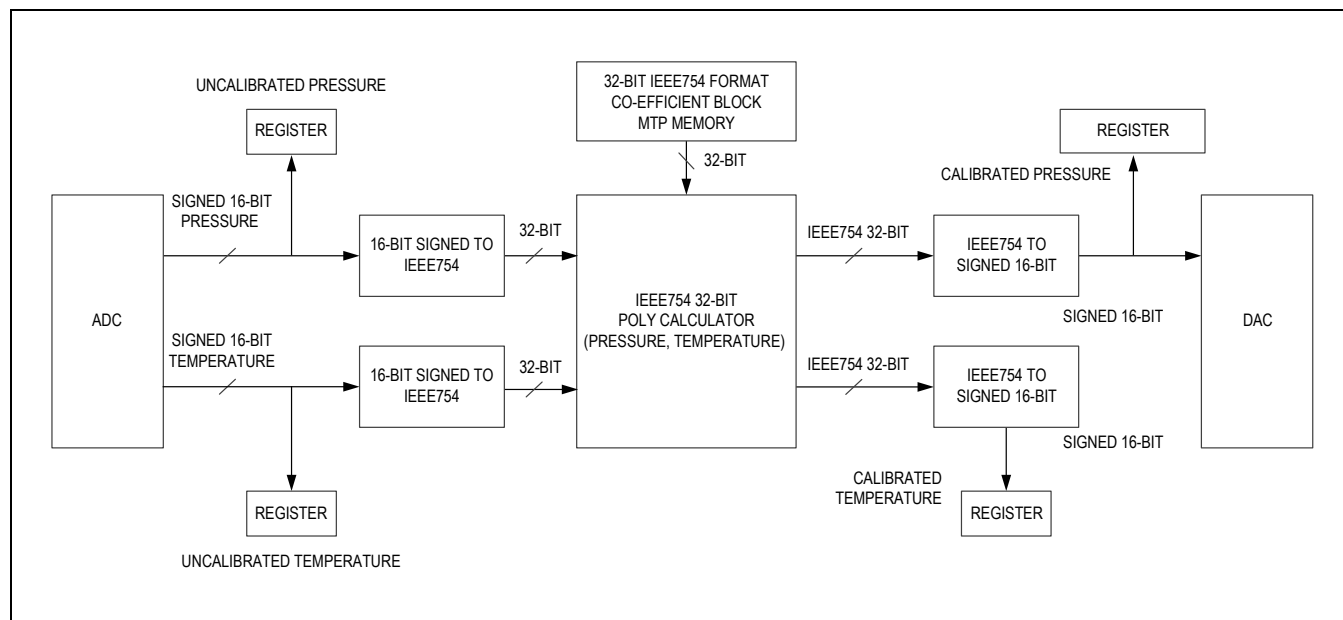 UNCALIBRATED PRESSURE
REGISTER
32-BIT IEEE754 FORMAT
CO-EFFICIENT BLOCK
MTP MEMORY
32-BIT
REGISTER
CALIBRATED PRESSURE
ADC
SIGNED 16-BIT
PRESSURE
16-BIT SIGNED TO
IEEE754
32-BIT
IEEE754 32-BIT
POLY CALCULATOR
(PRESSURE, TEMPERATURE)
IEEE754 32-BIT
IEEE754 TO
SIGNED 16-BIT
SIGNED 16-BIT
DAC
SIGNED 16-BIT
TEMPERATURE
16-BIT SIGNED TO
IEEE754
32-BIT
IEEE754 32-BIT
IEEE754 TO
SIGNED 16-BIT
SIGNED 16-BIT
REGISTER
UNCALIBRATED TEMPERATURE
CALIBRATED
TEMPERATURE
REGISTER